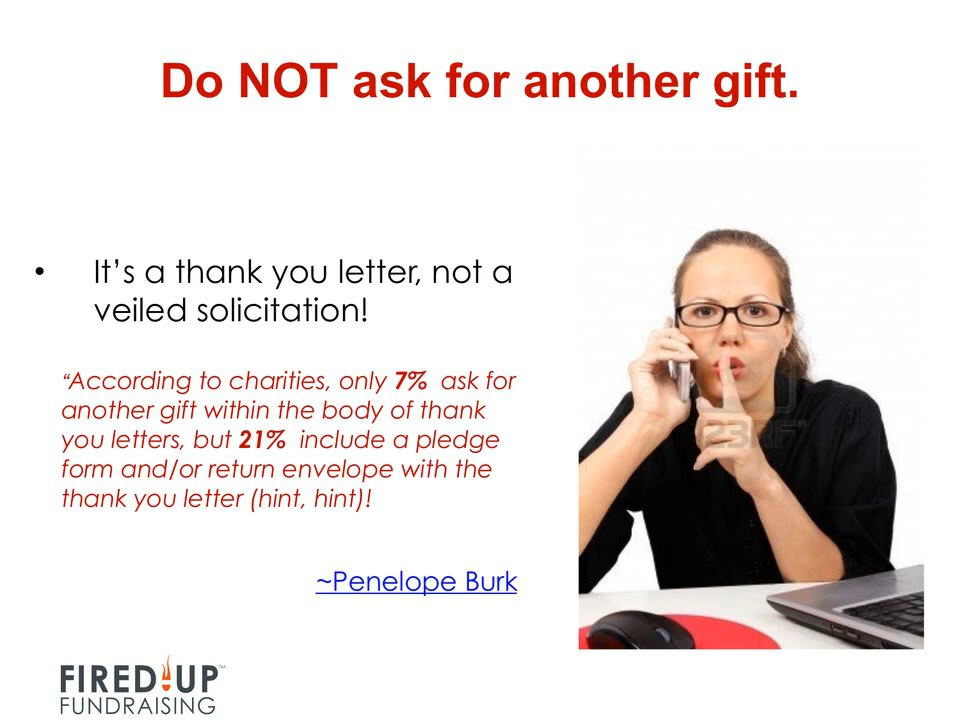 Do NOT ask for another gift.
• It’s a thank you letter, not a
veiled solicitation!
“According to charities, only 7% ask for
another gift within the body of thank
you letters, but 21% include a pledge
form and/or return envelope with the
thank you letter (hint, hint)!
~Penelope Burk
123RF
FIRED UP™
FUNDRAISING